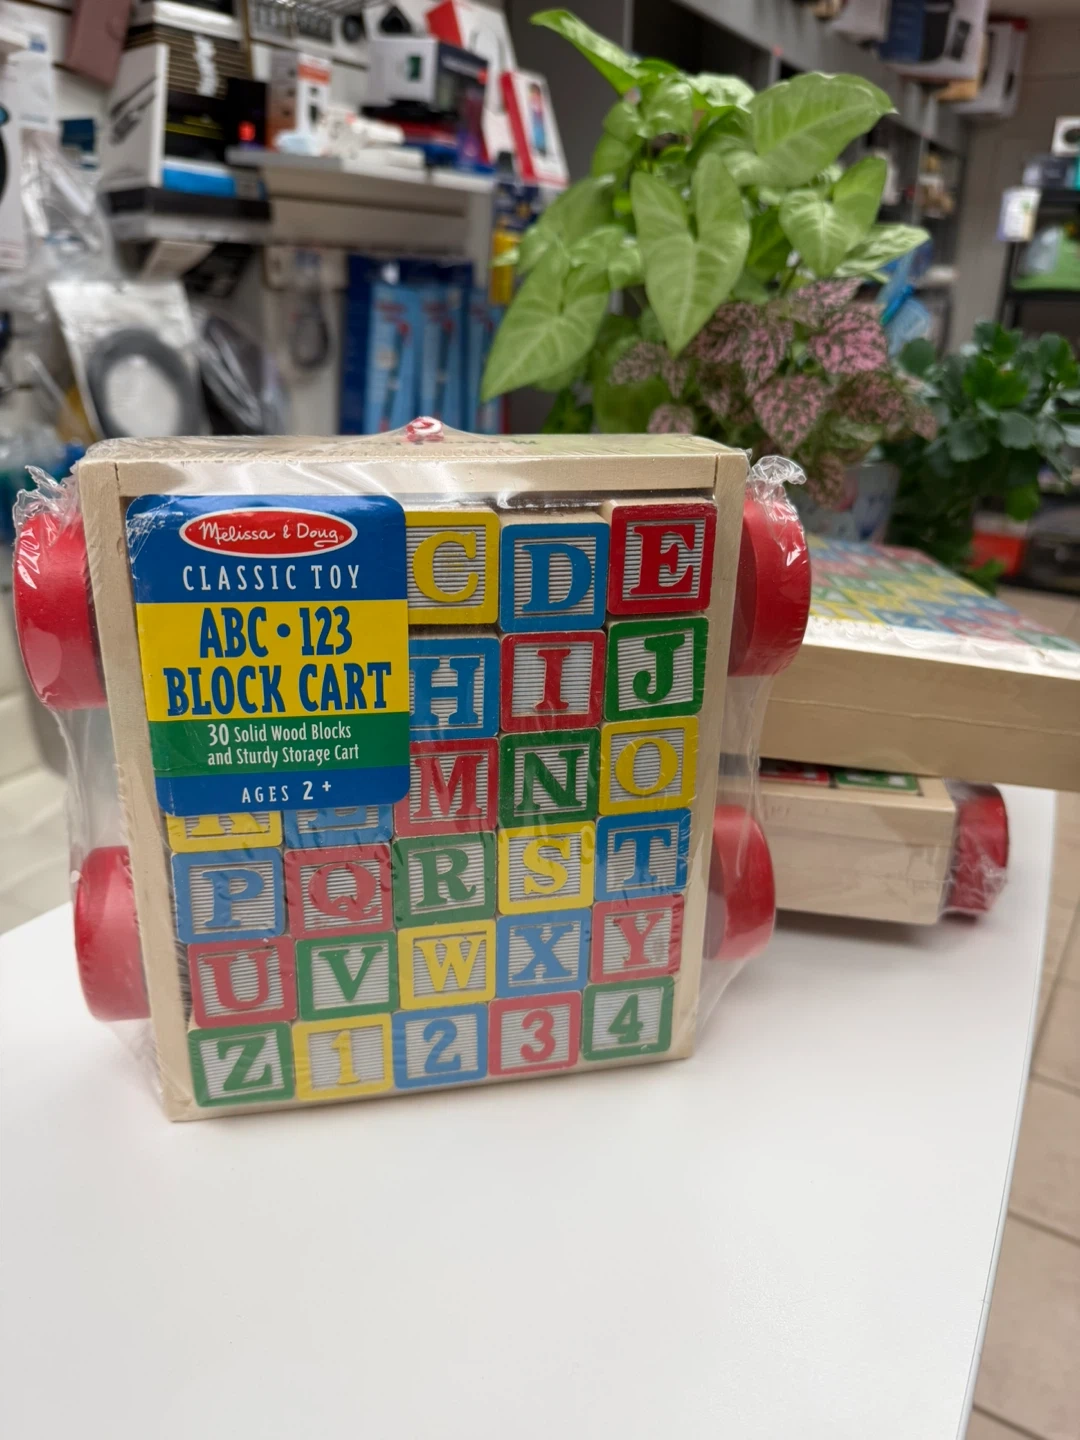 Melissa & Doug
CLASSIC TOY
ABC • 123
BLOCK CART
30 Solid Wood Blocks
and Sturdy Storage Cart
AGES 2+
C D E
H I J
M N O
K
P Q R S T
U V W X Y
Z 1 2 3 4